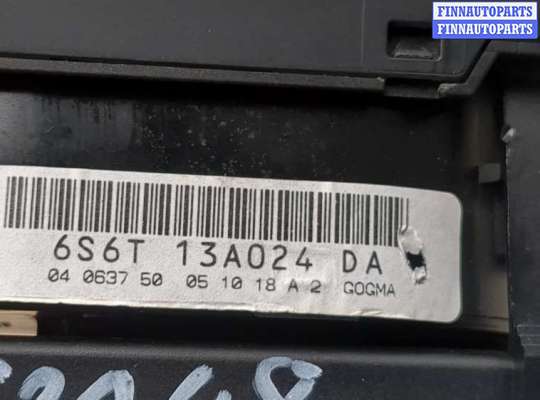 FINNAUTOPARTS
FINNAUTOPARTS
6S6T 13A024 DA
04 0637 50 05 10 18 A 2 GOGMA